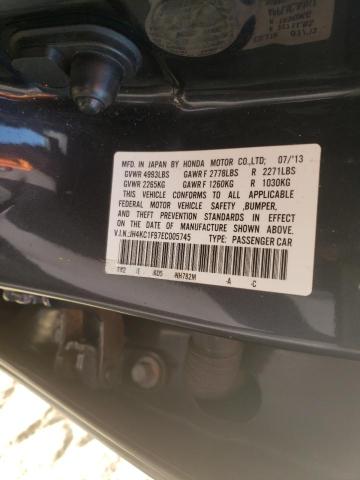 MFD. IN JAPAN BY HONDA MOTOR CO.,LTD; 07/'13
GVWR 4993LBS GAWR F 2778LBS R 2271LBS
GVWR 2265KG GAWR F 1260KG R 1030KG
THIS VEHICLE CONFORMS TO ALL APPLICABLE
FEDERAL MOTOR VEHICLE SAFETY ,BUMPER,
AND THEFT PREVENTION STANDARDS IN EFFECT
ON THE DATE OF MANUFACTURE SHOWN ABOVE.
V.I.N.:JH4KC1F97EC005745 TYPE: PASSENGER CAR
TY2 NH782M -A -C